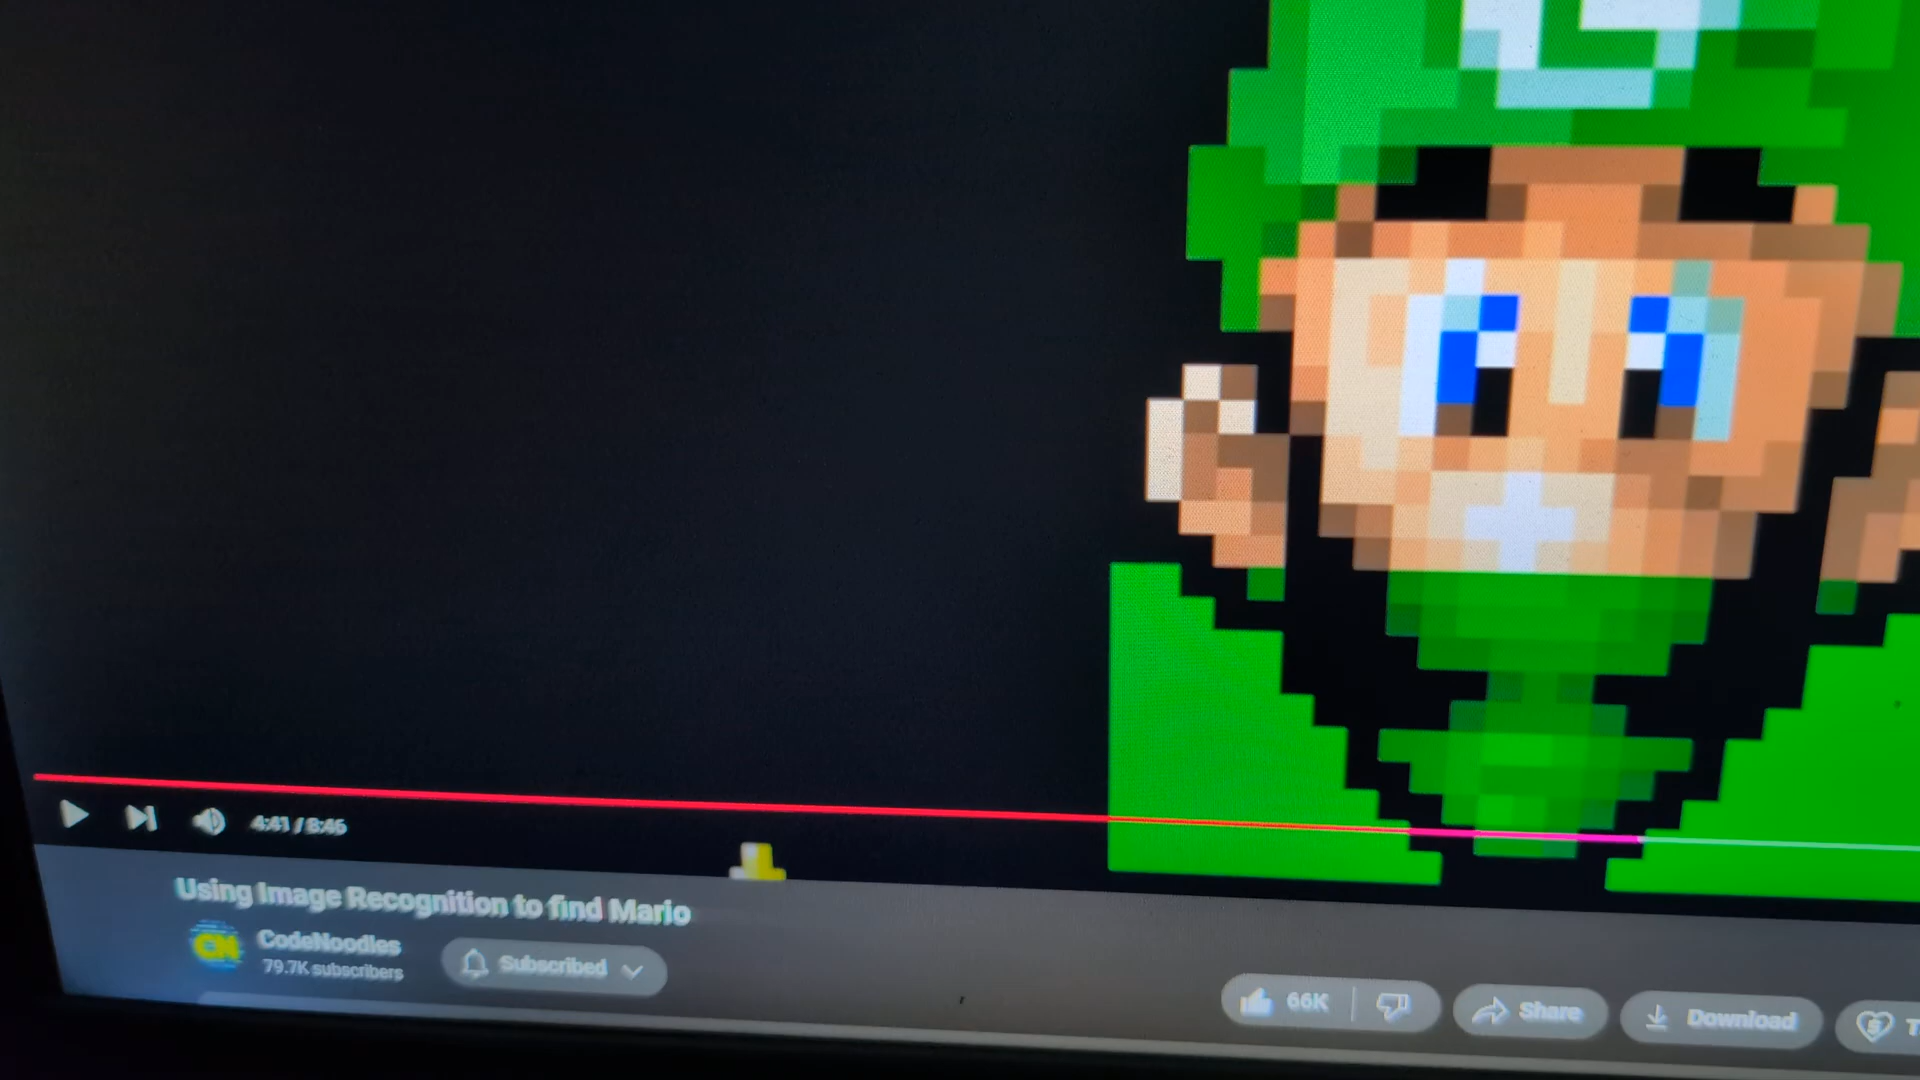 4:41 / 8:46
Using Image Recognition to find Mario
CN
CodeNoodles
79.7K subscribers
Subscribed
66K
Share
Download